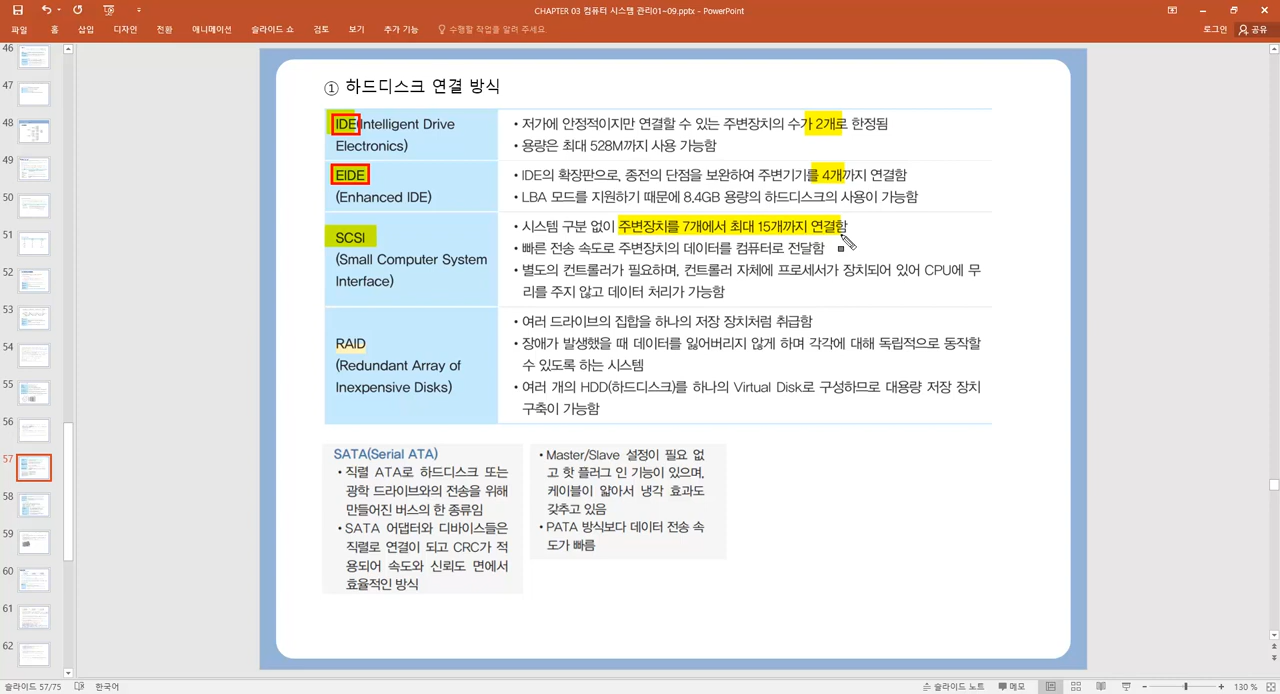 CHAPTER 03 컴퓨터 시스템 관리01~09.pptx - PowerPoint
파일 홈 삽입 디자인 전환 애니메이션 슬라이드 쇼 검토 보기 추가 기능 수행할 작업을 알려 주세요. 로그인 공유
46
47
48
49
50
51
52
53
54
55
56
57
58
59
60
61
62
① 하드디스크 연결 방식
IDE(Intelligent Drive
Electronics)
• 저가에 안정적이지만 연결할 수 있는 주변장치의 수가 2개로 한정됨
• 용량은 최대 528M까지 사용 가능함
EIDE
(Enhanced IDE)
• IDE의 확장판으로, 종전의 단점을 보완하여 주변기기를 4개까지 연결함
• LBA 모드를 지원하기 때문에 8.4GB 용량의 하드디스크의 사용이 가능함
SCSI
(Small Computer System
Interface)
• 시스템 구분 없이 주변장치를 7개에서 최대 15개까지 연결함
• 빠른 전송 속도로 주변장치의 데이터를 컴퓨터로 전달함
• 별도의 컨트롤러가 필요하며, 컨트롤러 자체에 프로세서가 장치되어 있어 CPU에 무
리를 주지 않고 데이터 처리가 가능함
RAID
(Redundant Array of
Inexpensive Disks)
• 여러 드라이브의 집합을 하나의 저장 장치처럼 취급함
• 장애가 발생했을 때 데이터를 잃어버리지 않게 하며 각각에 대해 독립적으로 동작할
수 있도록 하는 시스템
• 여러 개의 HDD(하드디스크)를 하나의 Virtual Disk로 구성하므로 대용량 저장 장치
구축이 가능함
SATA(Serial ATA)
• 직렬 ATA로 하드디스크 또는
광학 드라이브와의 전송을 위해
만들어진 버스의 한 종류임
• SATA 어댑터와 디바이스들은
직렬로 연결이 되고 CRC가 적
용되어 속도와 신뢰도 면에서
효율적인 방식
• Master/Slave 설정이 필요 없
고 핫 플러그 인 기능이 있으며,
케이블이 얇아서 냉각 효과도
갖추고 있음
• PATA 방식보다 데이터 전송 속
도가 빠름
슬라이드 57/75 한국어 슬라이드 노트 메모 130 %